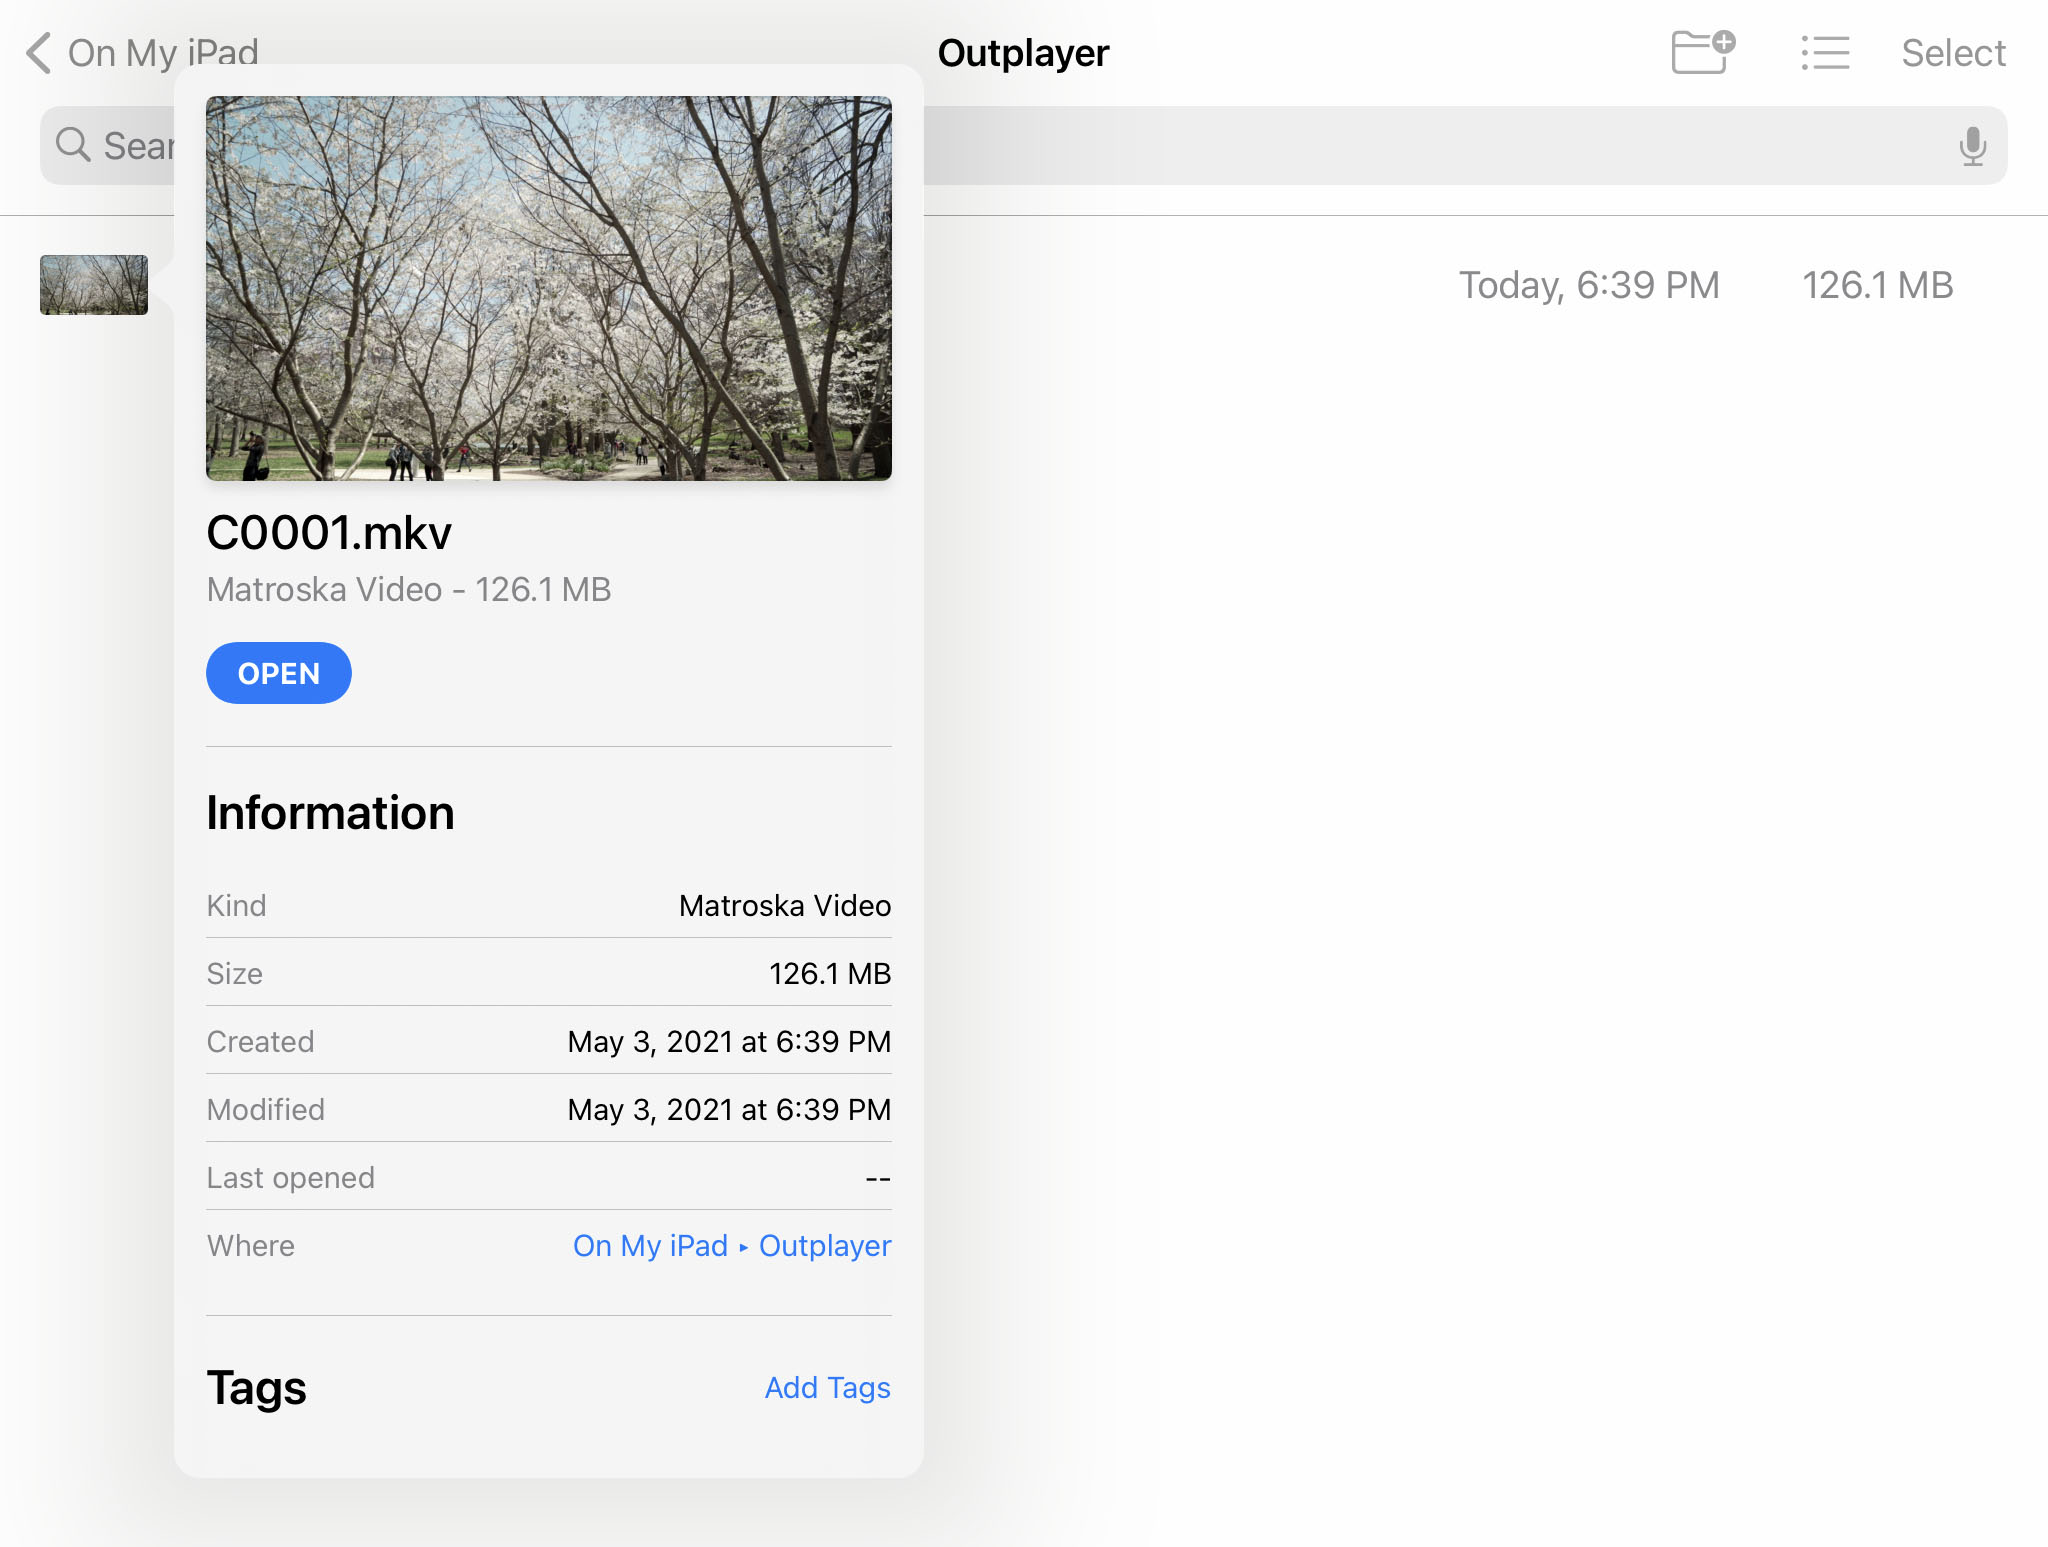 On My iPad
Outplayer
Select
Sear
Today, 6:39 PM
126.1 MB
C0001.mkv
Matroska Video - 126.1 MB
OPEN
Information
Kind Matroska Video
Size 126.1 MB
Created May 3, 2021 at 6:39 PM
Modified May 3, 2021 at 6:39 PM
Last opened --
Where On My iPad ▸ Outplayer
Tags Add Tags